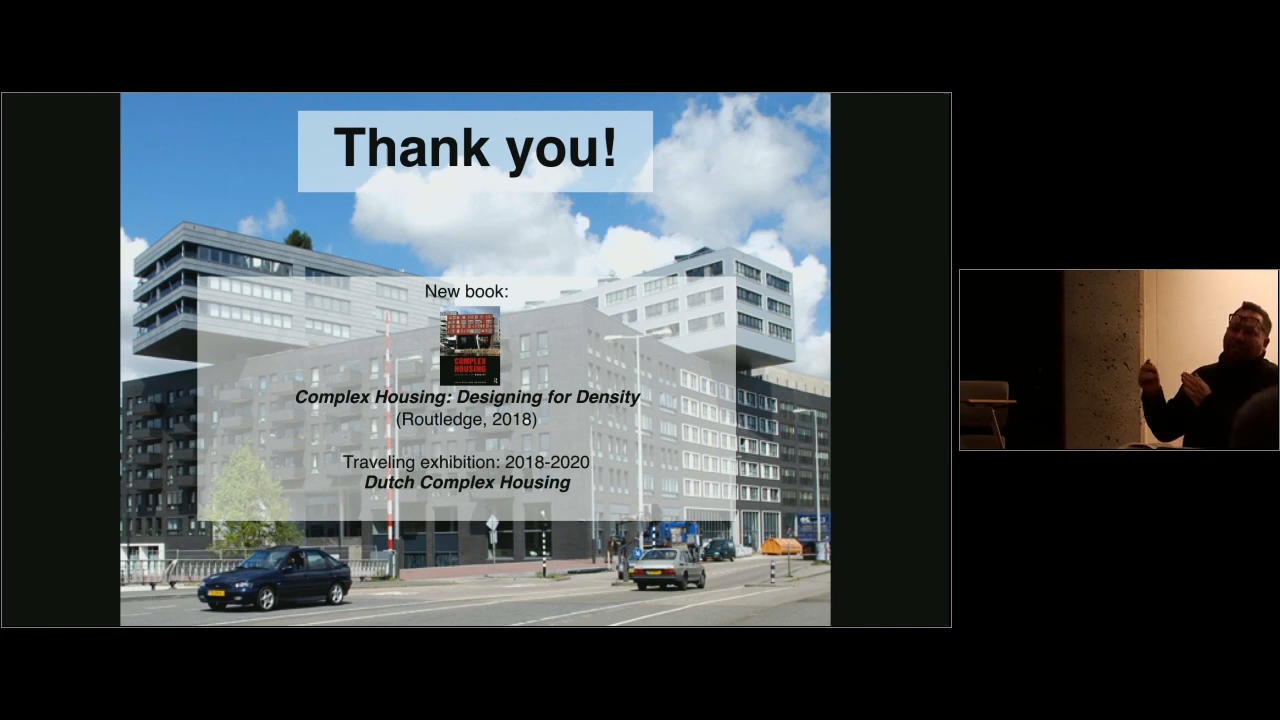 Thank you!
New book:
COMPLEX
HOUSING
Complex Housing: Designing for Density
(Routledge, 2018)
Traveling exhibition: 2018-2020
Dutch Complex Housing